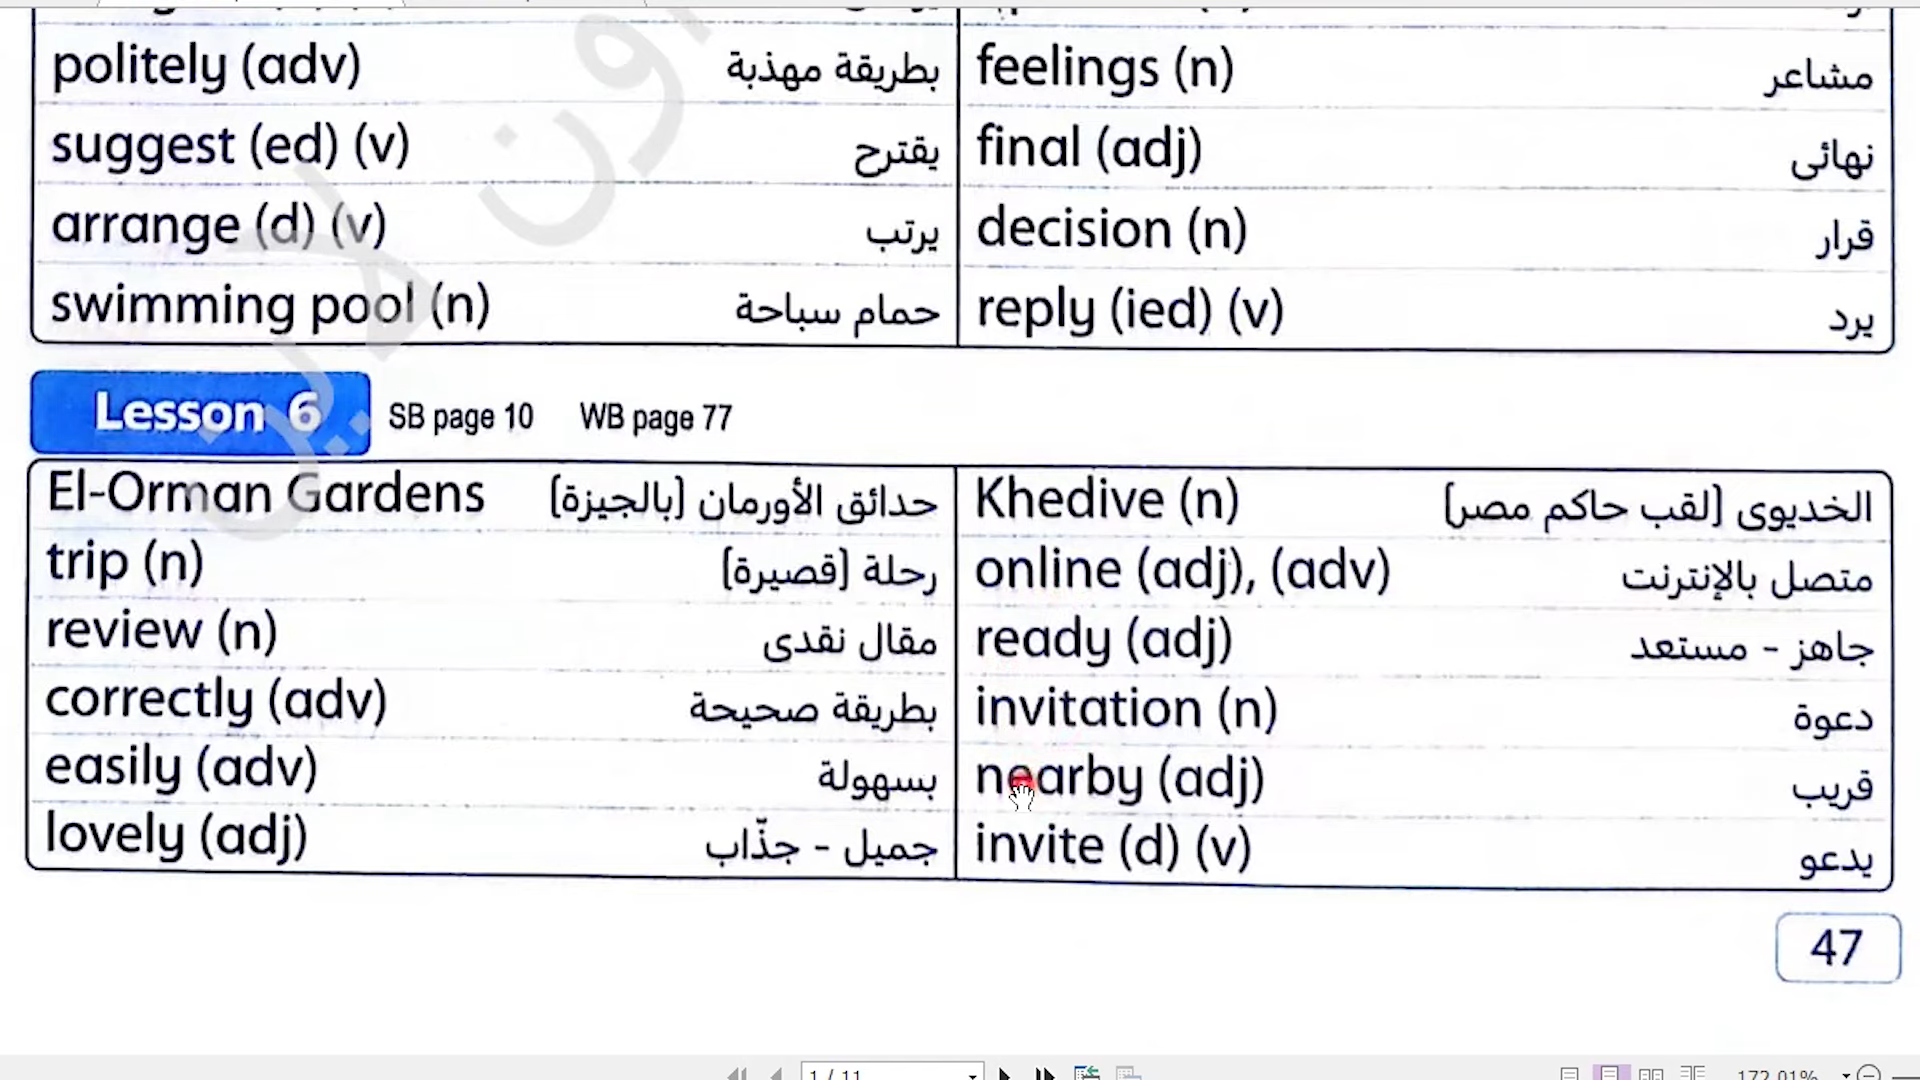 politely (adv) بطريقة مهذبة
feelings (n) مشاعر
suggest (ed) (v) يقترح
final (adj) نهائى
arrange (d) (v) يرتب
decision (n) قرار
swimming pool (n) حمام سباحة
reply (ied) (v) يرد
Lesson 6 SB page 10 WB page 77
El-Orman Gardens حدائق الأورمان [بالجيزة]
Khedive (n) الخديوى [لقب حاكم مصر]
trip (n) رحلة [قصيرة]
online (adj), (adv) متصل بالإنترنت
review (n) مقال نقدى
ready (adj) جاهز - مستعد
correctly (adv) بطريقة صحيحة
invitation (n) دعوة
easily (adv) بسهولة
nearby (adj) قريب
lovely (adj) جميل - جذّاب
invite (d) (v) يدعو
47
1 / 11
172.01%